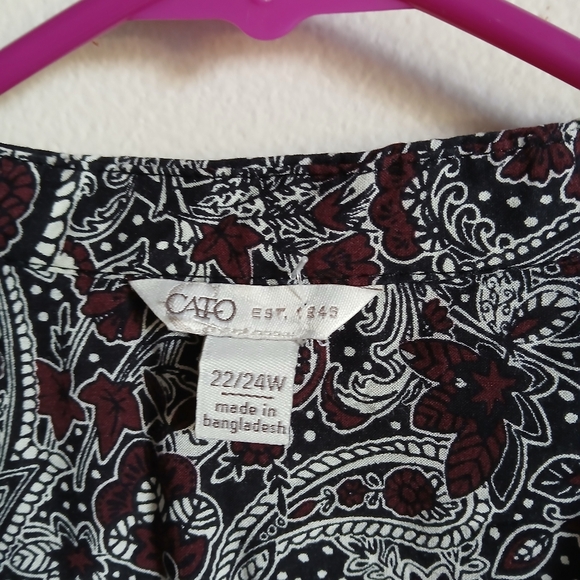 CATO EST. 1946
22/24W
made in
bangladesh